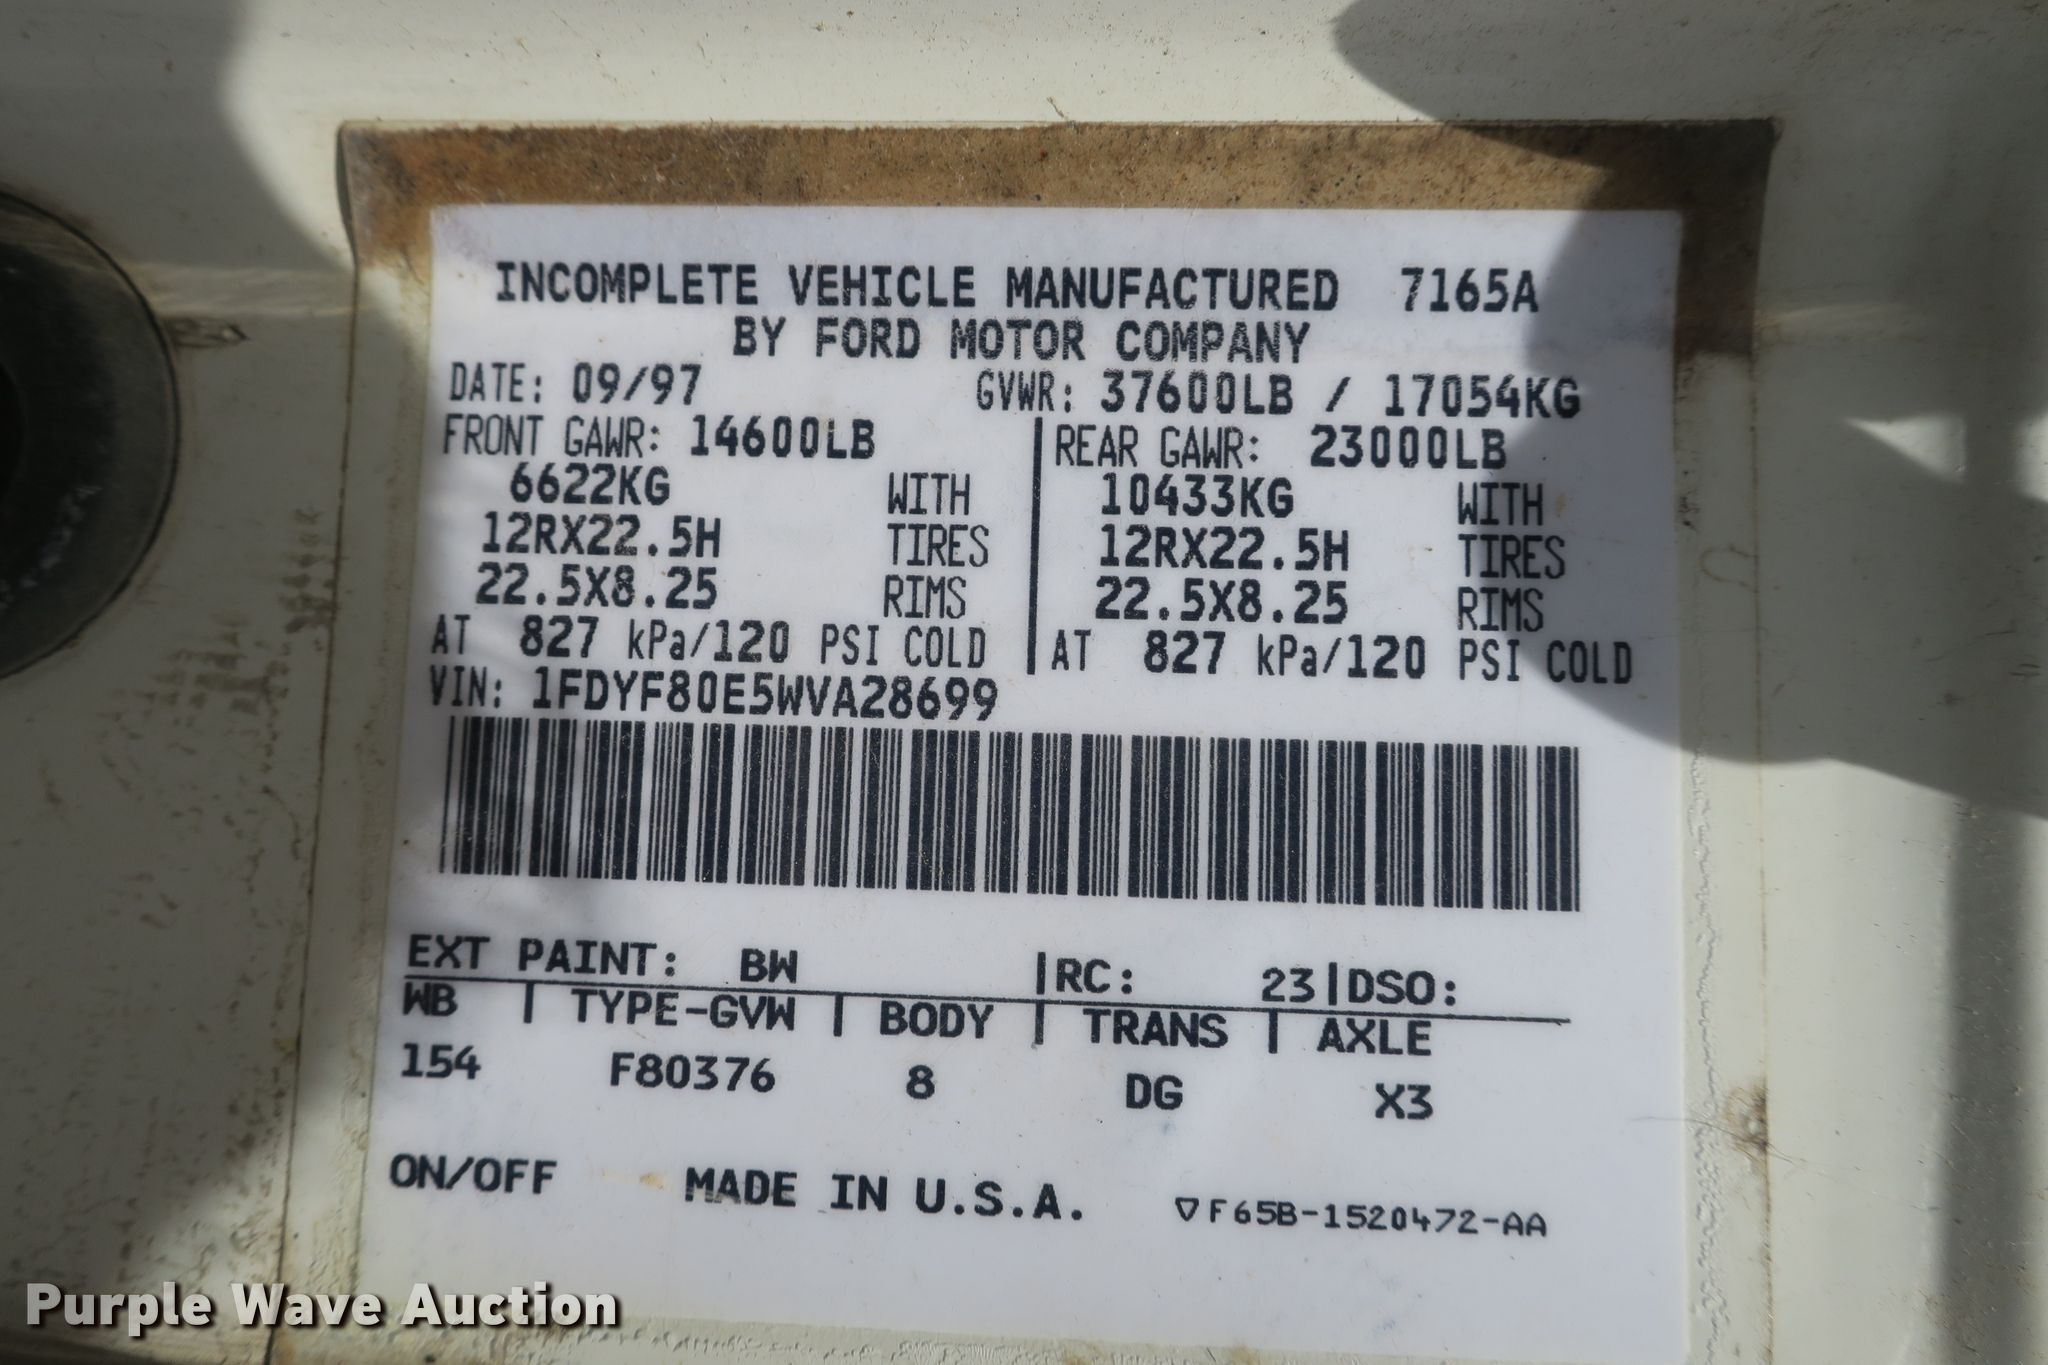 INCOMPLETE VEHICLE MANUFACTURED 7165A
BY FORD MOTOR COMPANY
DATE: 09/97 GVWR: 37600LB / 17054KG
FRONT GAWR: 14600LB REAR GAWR: 23000LB
6622KG WITH 10433KG WITH
12RX22.5H TIRES 12RX22.5H TIRES
22.5X8.25 RIMS 22.5X8.25 RIMS
AT 827 kPa/120 PSI COLD AT 827 kPa/120 PSI COLD
VIN: 1FDYF80E5WVA28699
EXT PAINT: BW |RC: 23|DSO:
WB | TYPE-GVW | BODY | TRANS | AXLE
154 F80376 8 DG X3
ON/OFF MADE IN U.S.A. ▽F65B-1520472-AA
Purple Wave Auction